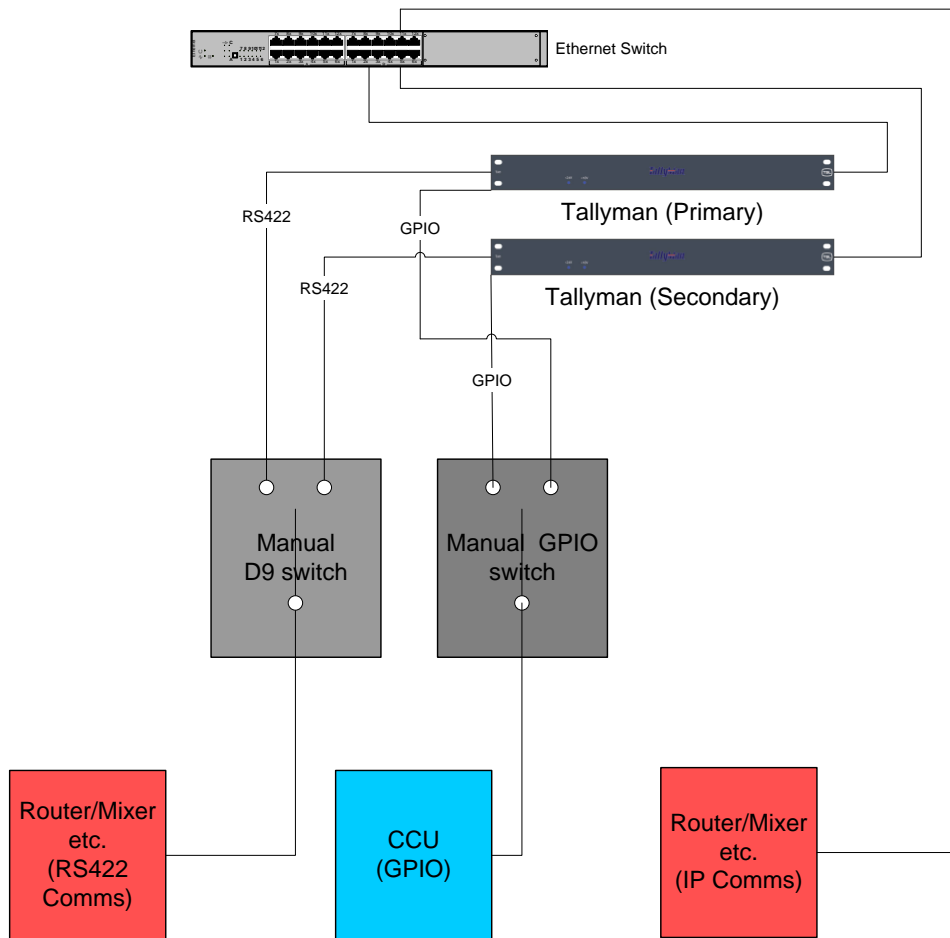 Ethernet Switch
RS422
Tallyman (Primary)
GPIO
RS422
Tallyman (Secondary)
GPIO
Manual
D9 switch
Manual GPIO
switch
Router/Mixer
etc.
(RS422
Comms)
CCU
(GPIO)
Router/Mixer
etc.
(IP Comms)